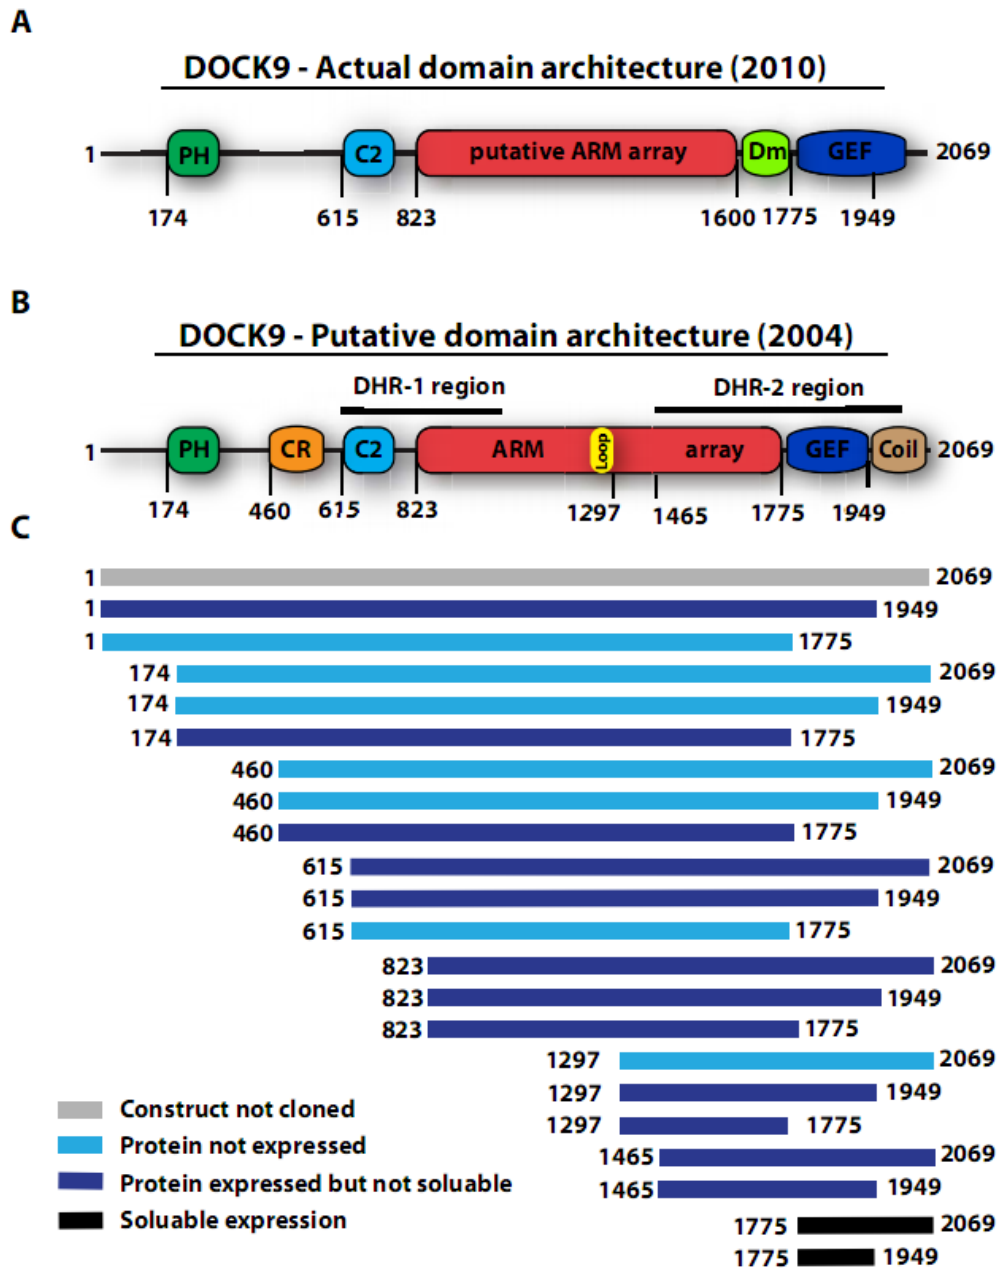 A
DOCK9 - Actual domain architecture (2010)
1 PH C2 putative ARM array Dm GEF 2069
174 615 823 1600 1775 1949
B
DOCK9 - Putative domain architecture (2004)
DHR-1 region DHR-2 region
1 PH CR C2 ARM Loop array GEF Coil 2069
174 460 615 823 1297 1465 1775 1949
C
1 2069
1 1949
1 1775
174 2069
174 1949
174 1775
460 2069
460 1949
460 1775
615 2069
615 1949
615 1775
823 2069
823 1949
823 1775
1297 2069
1297 1949
1297 1775
1465 2069
1465 1949
1775 2069
1775 1949
Construct not cloned
Protein not expressed
Protein expressed but not soluable
Soluable expression